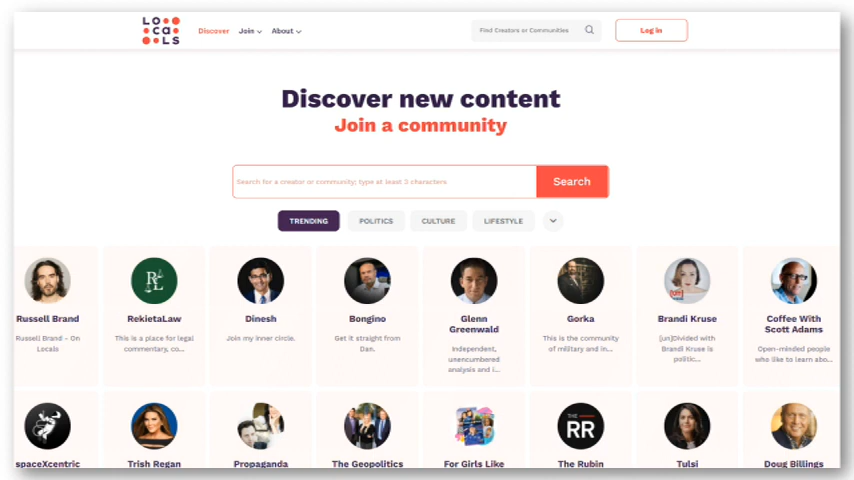 LO
ca
LS
Discover
Join
About
Find Creators or Communities
Log in
Discover new content
Join a community
Search for a creator or community; type at least 3 characters
Search
TRENDING
POLITICS
CULTURE
LIFESTYLE
Russell Brand
Russell Brand - On
Locals
RL
RekietaLaw
This is a place for legal
commentary, co...
Dinesh
Join my inner circle.
Bongino
Get it straight from
Dan.
Glenn
Greenwald
Independent,
unencumbered
analysis and i...
Gorka
This is the community
of military and in...
Brandi Kruse
[un]Divided with
Brandi Kruse is
politic...
Coffee With
Scott Adams
Open-minded people
who like to learn abo...
spaceXcentric
Trish Regan
Propaganda
The Geopolitics
For Girls Like
THE
RR
The Rubin
Tulsi
Doug Billings